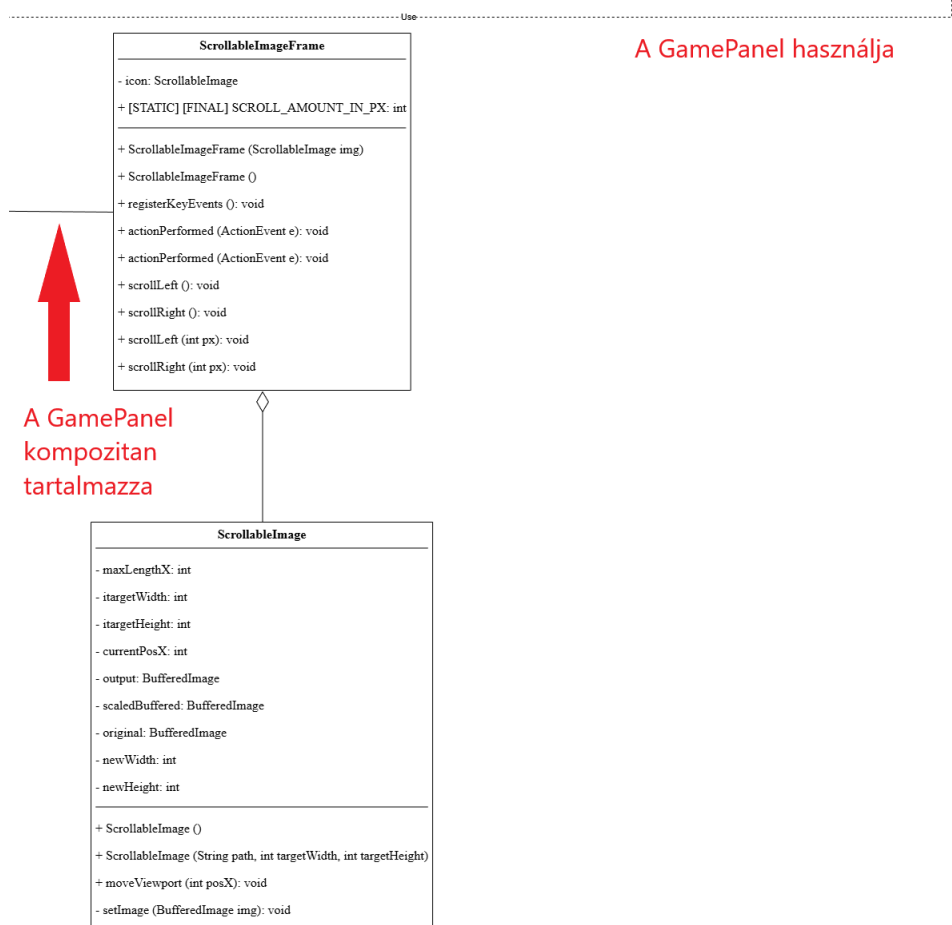 Use
A GamePanel használja
ScrollableImageFrame
- icon: ScrollableImage
+ [STATIC] [FINAL] SCROLL_AMOUNT_IN_PX: int
+ ScrollableImageFrame (ScrollableImage img)
+ ScrollableImageFrame ()
+ registerKeyEvents (): void
+ actionPerformed (ActionEvent e): void
+ actionPerformed (ActionEvent e): void
+ scrollLeft (): void
+ scrollRight (): void
+ scrollLeft (int px): void
+ scrollRight (int px): void
A GamePanel
kompozitan
tartalmazza
ScrollableImage
- maxLengthX: int
- itargetWidth: int
- itargetHeight: int
- currentPosX: int
- output: BufferedImage
- scaledBuffered: BufferedImage
- original: BufferedImage
- newWidth: int
- newHeight: int
+ ScrollableImage ()
+ ScrollableImage (String path, int targetWidth, int targetHeight)
+ moveViewport (int posX): void
- setImage (BufferedImage img): void